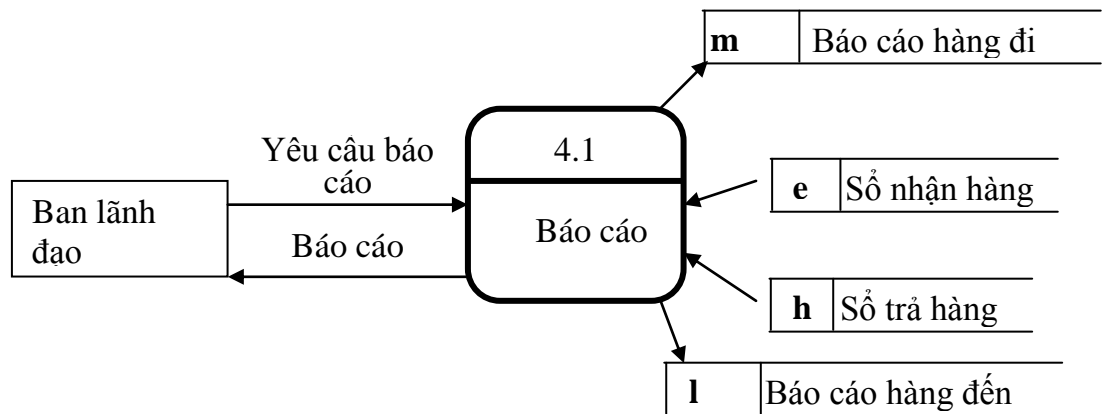 m Báo cáo hàng đi
Yêu câu báo
cáo
4.1
Ban lãnh
đạo
Báo cáo
Báo cáo
e Sổ nhận hàng
h Sổ trả hàng
l Báo cáo hàng đến